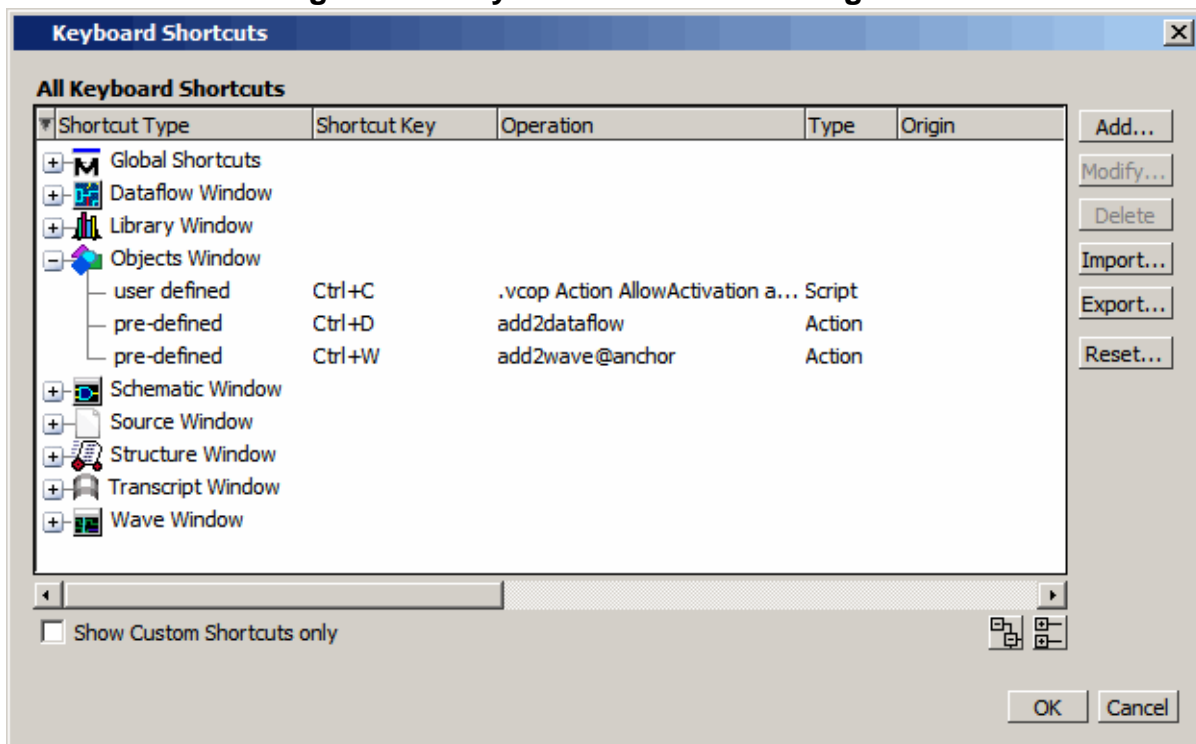 Keyboard Shortcuts
All Keyboard Shortcuts
Shortcut Type Shortcut Key Operation Type Origin
Add...
Global Shortcuts
Modify...
Dataflow Window
Delete
Library Window
Objects Window
Import...
user defined Ctrl+C .vcop Action AllowActivation a... Script
Export...
pre-defined Ctrl+D add2dataflow Action
pre-defined Ctrl+W add2wave@anchor Action
Reset...
Schematic Window
Source Window
Structure Window
Transcript Window
Wave Window
Show Custom Shortcuts only
OK Cancel